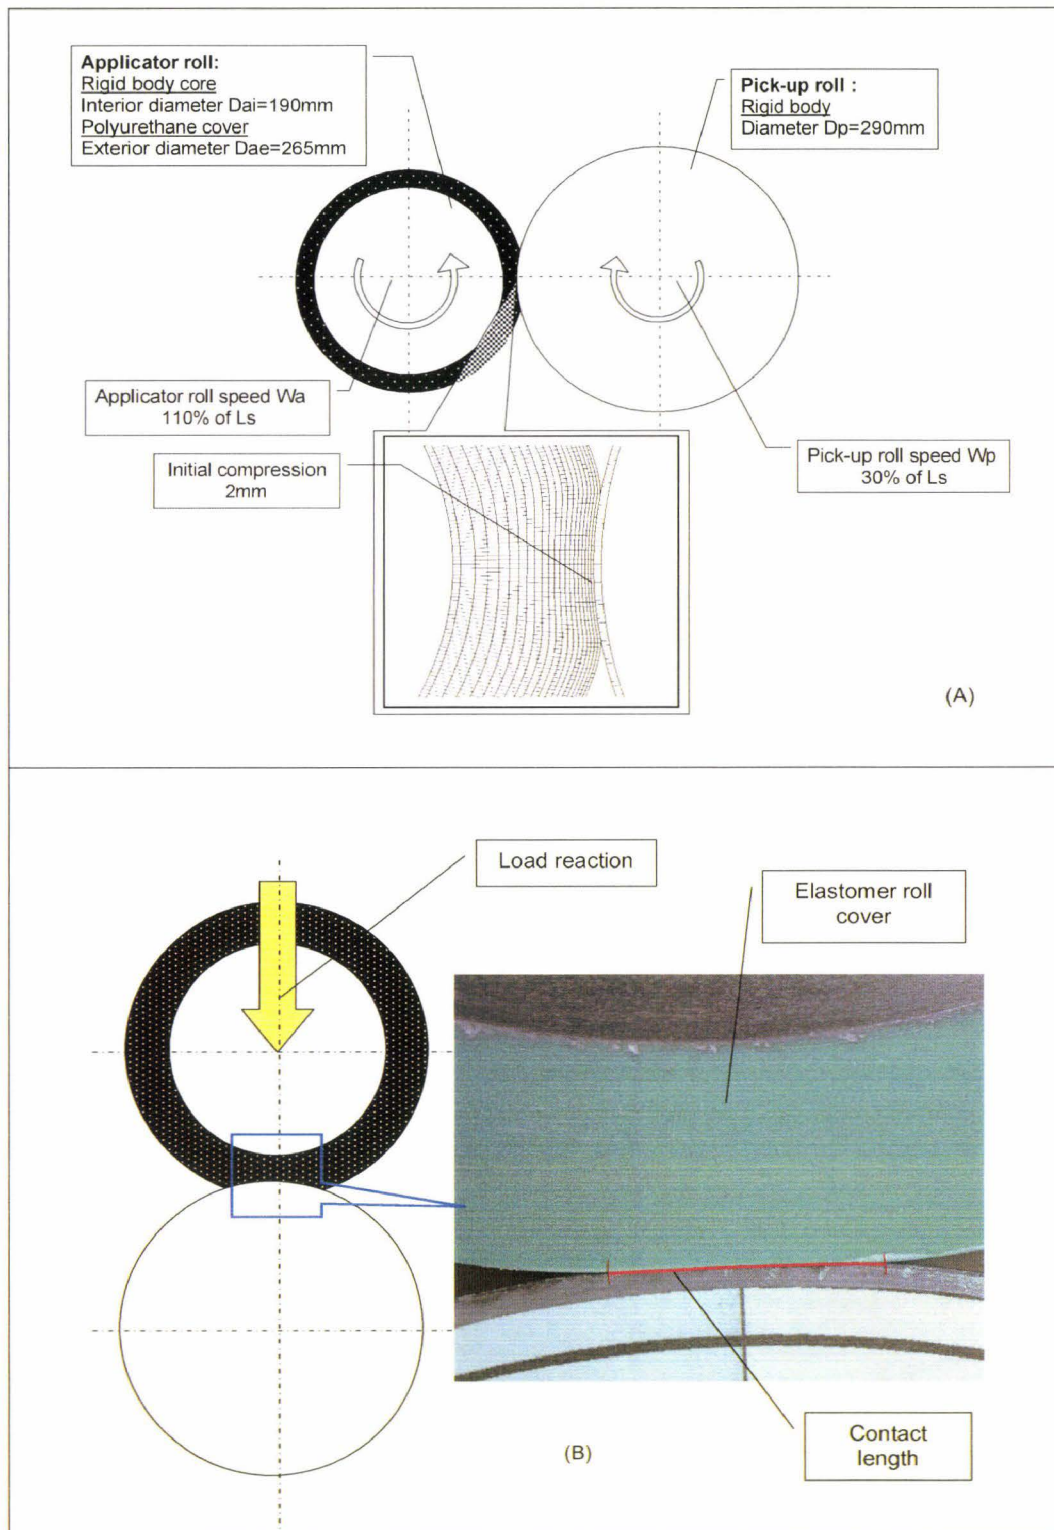 Applicator roll:
Rigid body core
Interior diameter Dai=190mm
Polyurethane cover
Exterior diameter Dae=265mm
Pick-up roll :
Rigid body
Diameter Dp=290mm
Applicator roll speed Wa
110% of Ls
Initial compression
2mm
Pick-up roll speed Wp
30% of Ls
(A)
Load reaction
Elastomer roll
cover
Contact
length
(B)